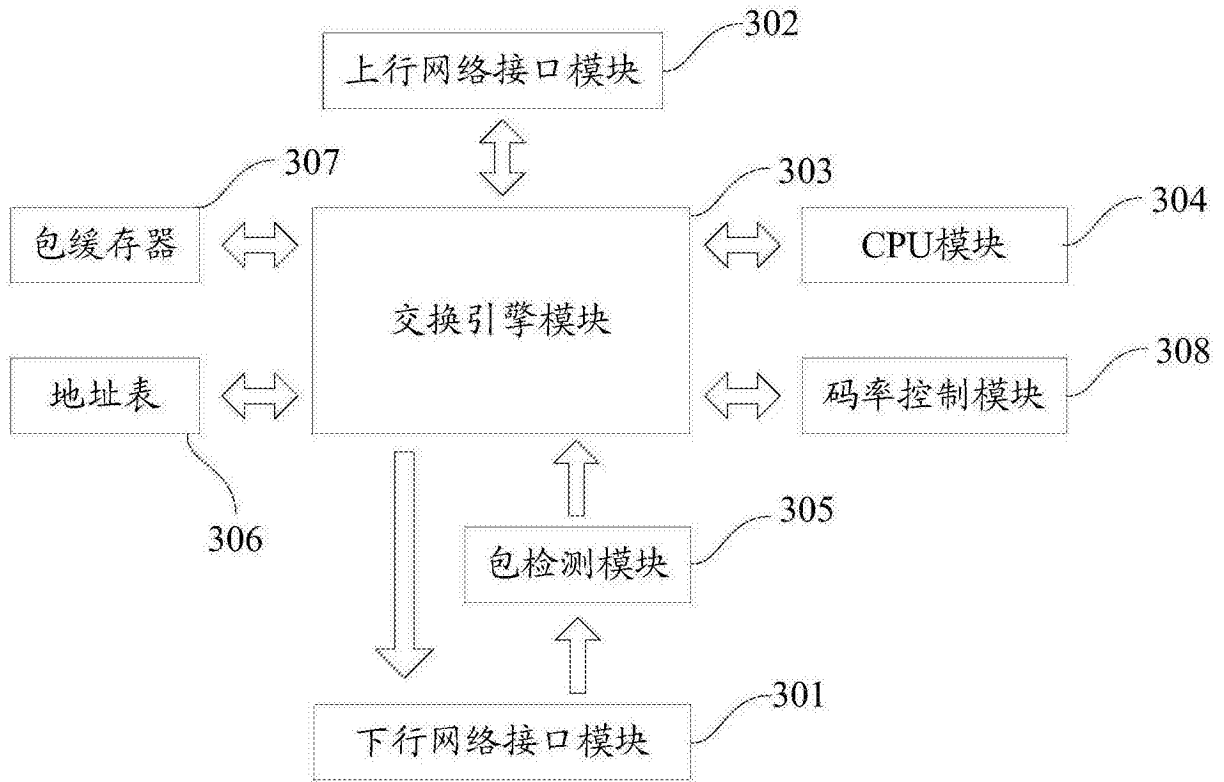 302
上行网络接口模块
307
303
304
包缓存器
CPU模块
交换引擎模块
308
地址表
码率控制模块
305
306
包检测模块
301
下行网络接口模块